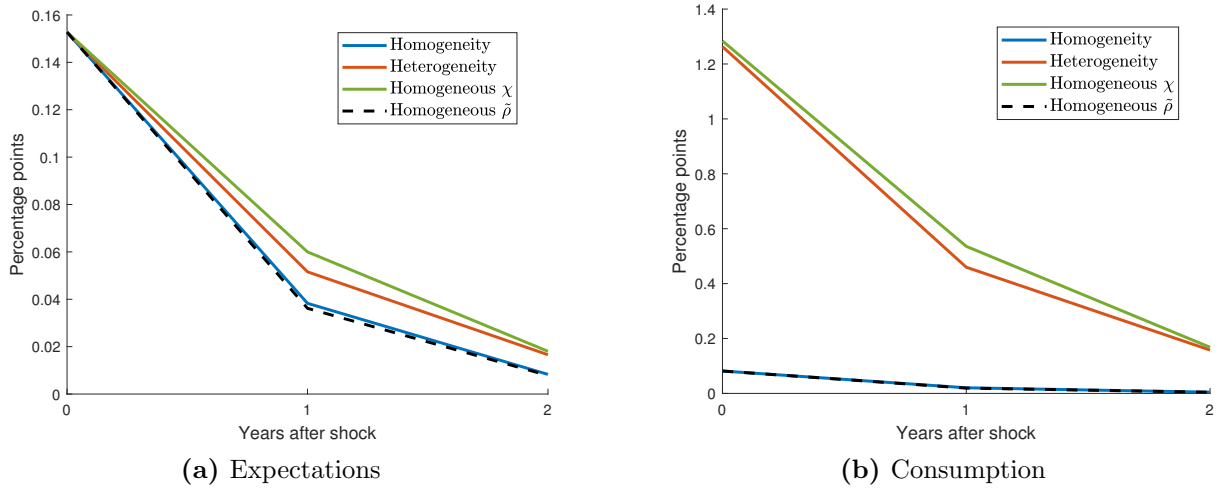 0.16
0.14
0.12
0.1
0.08
0.06
0.04
0.02
0
Percentage points
Homogeneity
Heterogeneity
Homogeneous χ
Homogeneous ρ̃
0
1
2
Years after shock
(a) Expectations
1.4
1.2
1
0.8
0.6
0.4
0.2
0
Percentage points
Homogeneity
Heterogeneity
Homogeneous χ
Homogeneous ρ̃
0
1
2
Years after shock
(b) Consumption